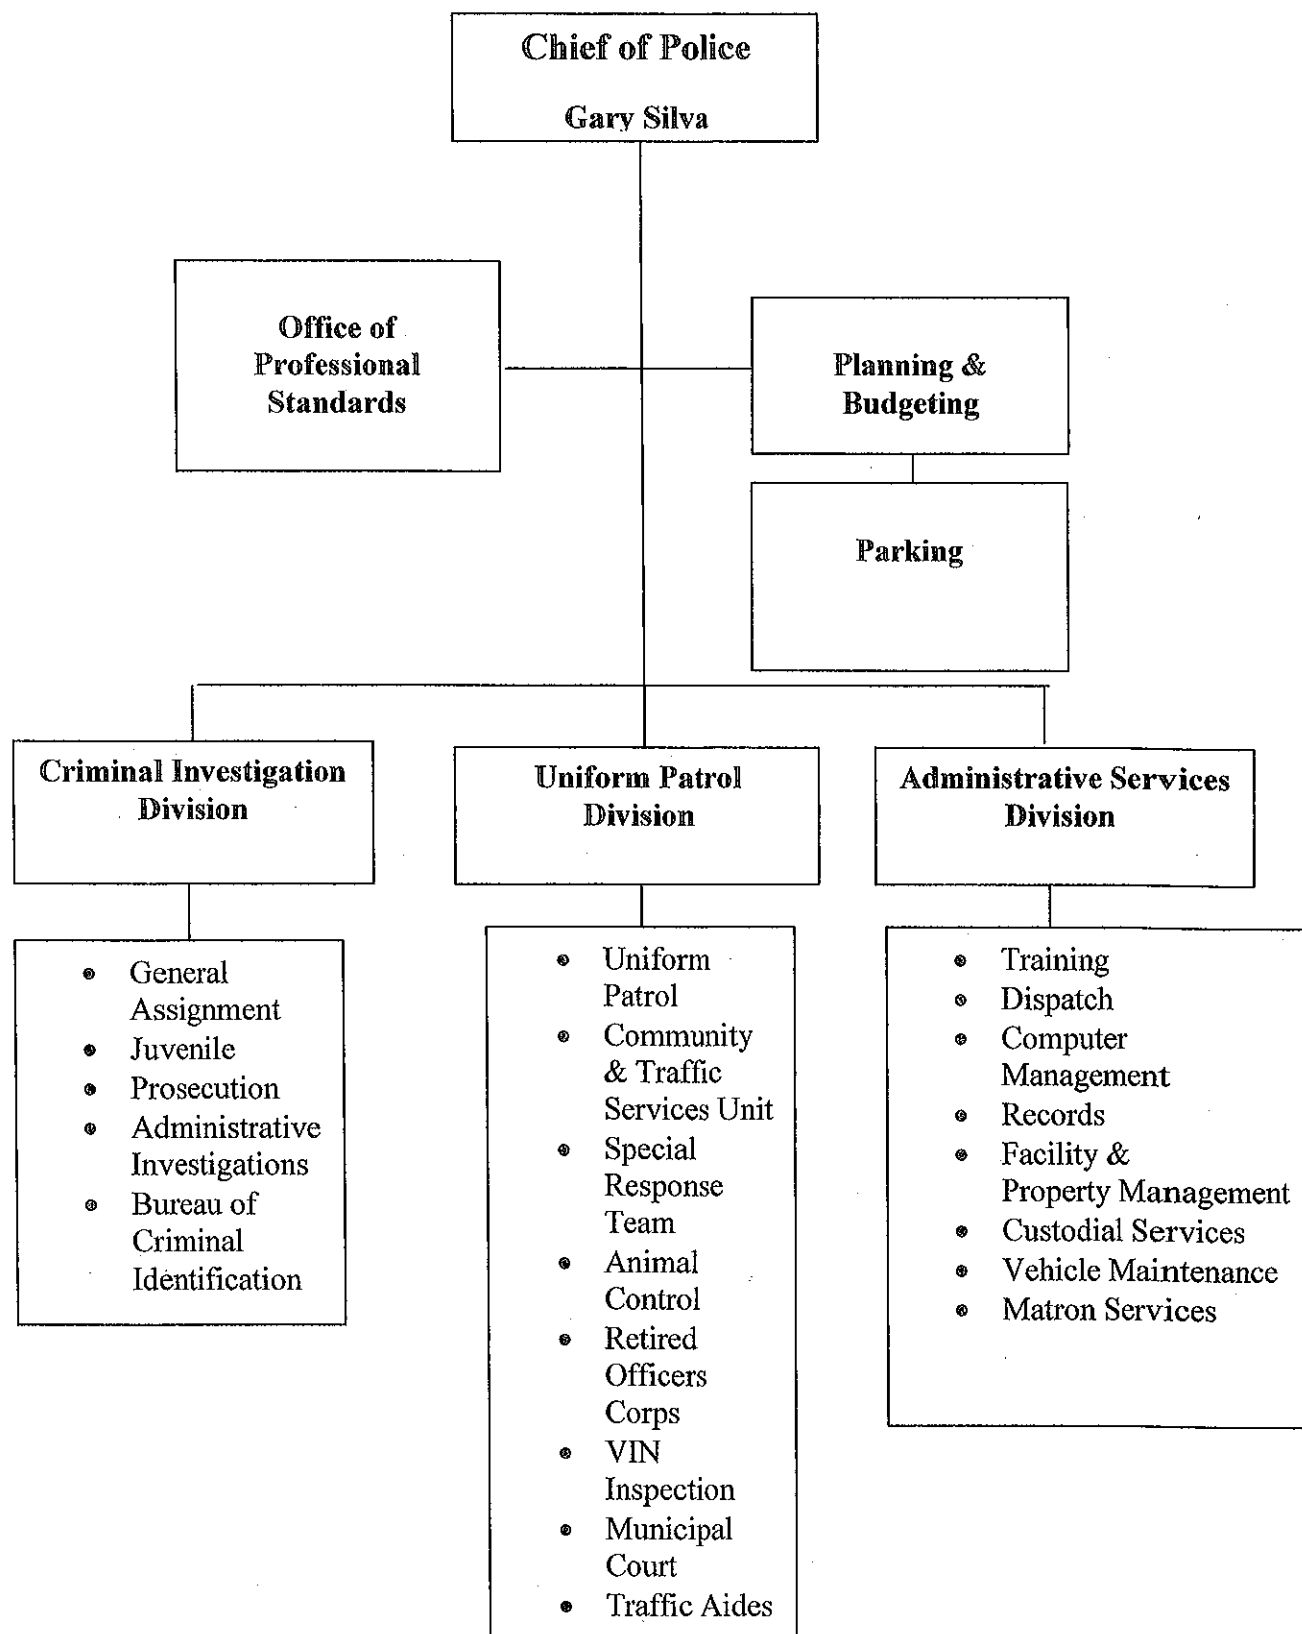 Chief of Police
Gary Silva
Office of
Professional
Standards
Planning &
Budgeting
Parking
Criminal Investigation
Division
Uniform Patrol
Division
Administrative Services
Division
• General
Assignment
• Juvenile
• Prosecution
• Administrative
Investigations
• Bureau of
Criminal
Identification
• Uniform
Patrol
• Community
& Traffic
Services Unit
• Special
Response
Team
• Animal
Control
• Retired
Officers
Corps
• VIN
Inspection
• Municipal
Court
• Traffic Aides
• Training
• Dispatch
• Computer
Management
• Records
• Facility &
Property Management
• Custodial Services
• Vehicle Maintenance
• Matron Services